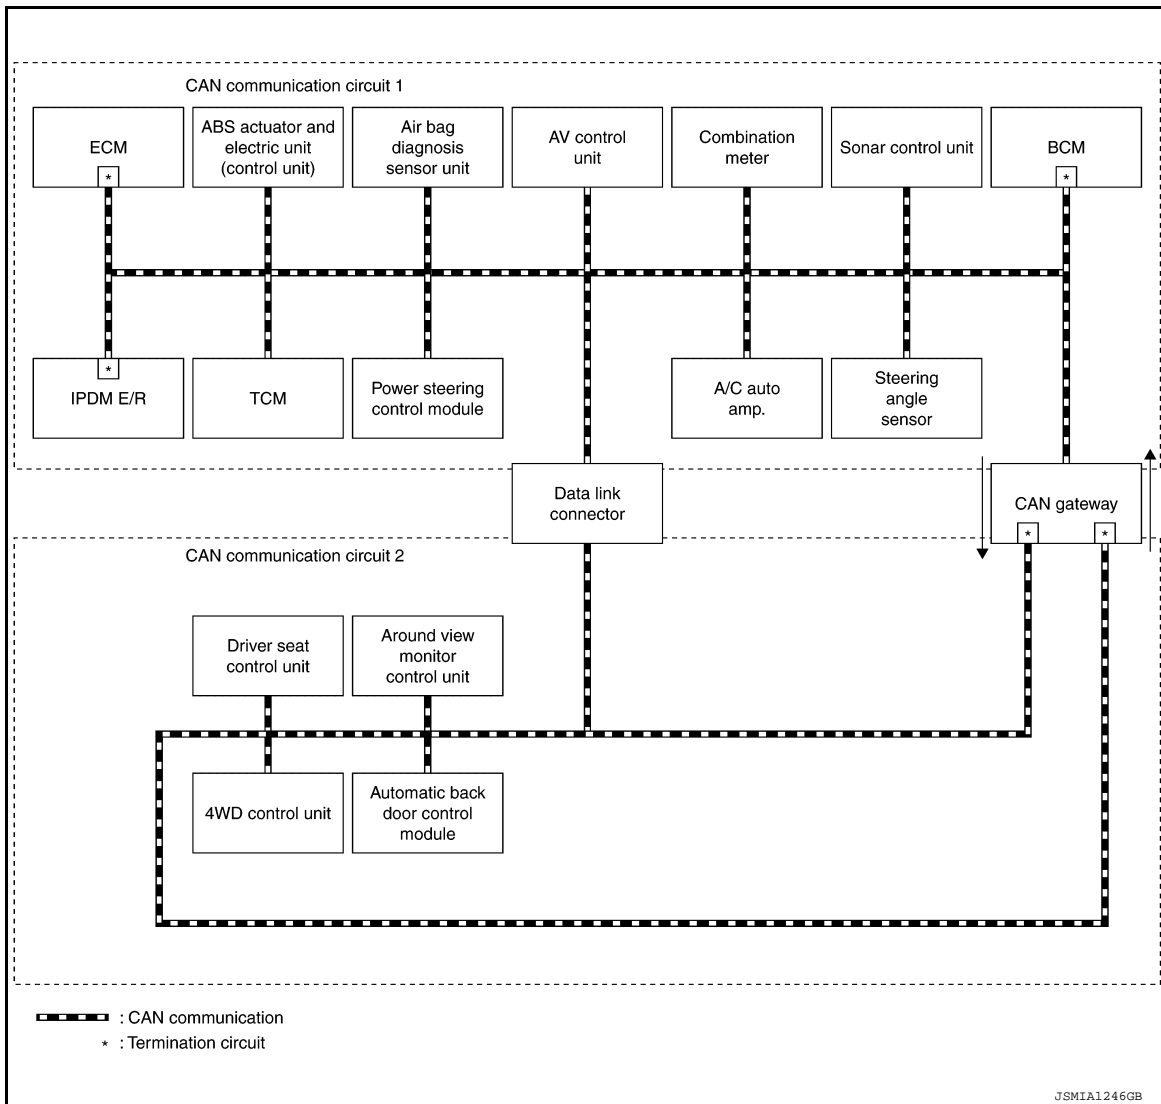 CAN communication circuit 1
ECM
*
ABS actuator and
electric unit
(control unit)
Air bag
diagnosis
sensor unit
AV control
unit
Combination
meter
Sonar control unit
BCM
*
*
IPDM E/R
TCM
Power steering
control module
A/C auto
amp.
Steering
angle
sensor
Data link
connector
CAN gateway
*
*
CAN communication circuit 2
Driver seat
control unit
Around view
monitor
control unit
4WD control unit
Automatic back
door control
module
: CAN communication
* : Termination circuit
JSMIA1246GB